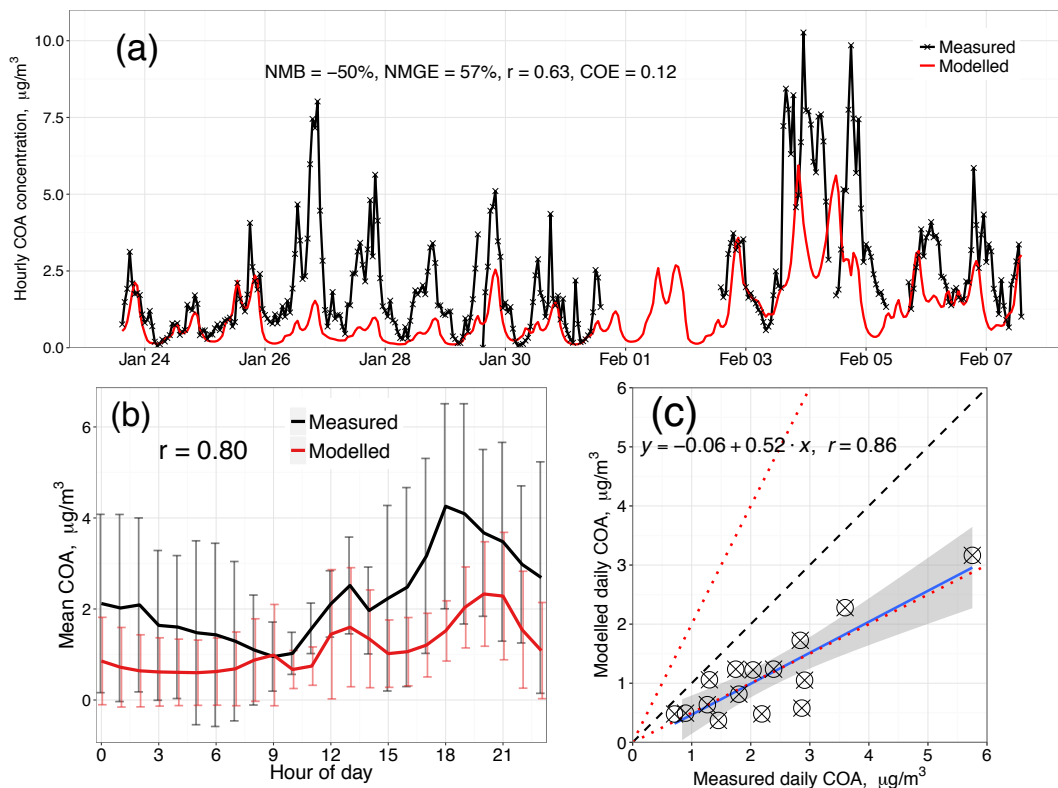 (a)
NMB = −50%, NMGE = 57%, r = 0.63, COE = 0.12
Measured
Modelled
Hourly COA concentration, μg/m³
10.0
7.5
5.0
2.5
0.0
Jan 24 Jan 26 Jan 28 Jan 30 Feb 01 Feb 03 Feb 05 Feb 07
(b)
r = 0.80
Measured
Modelled
Mean COA, μg/m³
6
4
2
0
0 3 6 9 12 15 18 21
Hour of day
(c)
y = −0.06 + 0.52 · x, r = 0.86
Modelled daily COA, μg/m³
6
5
4
3
2
1
0
0 1 2 3 4 5 6
Measured daily COA, μg/m³